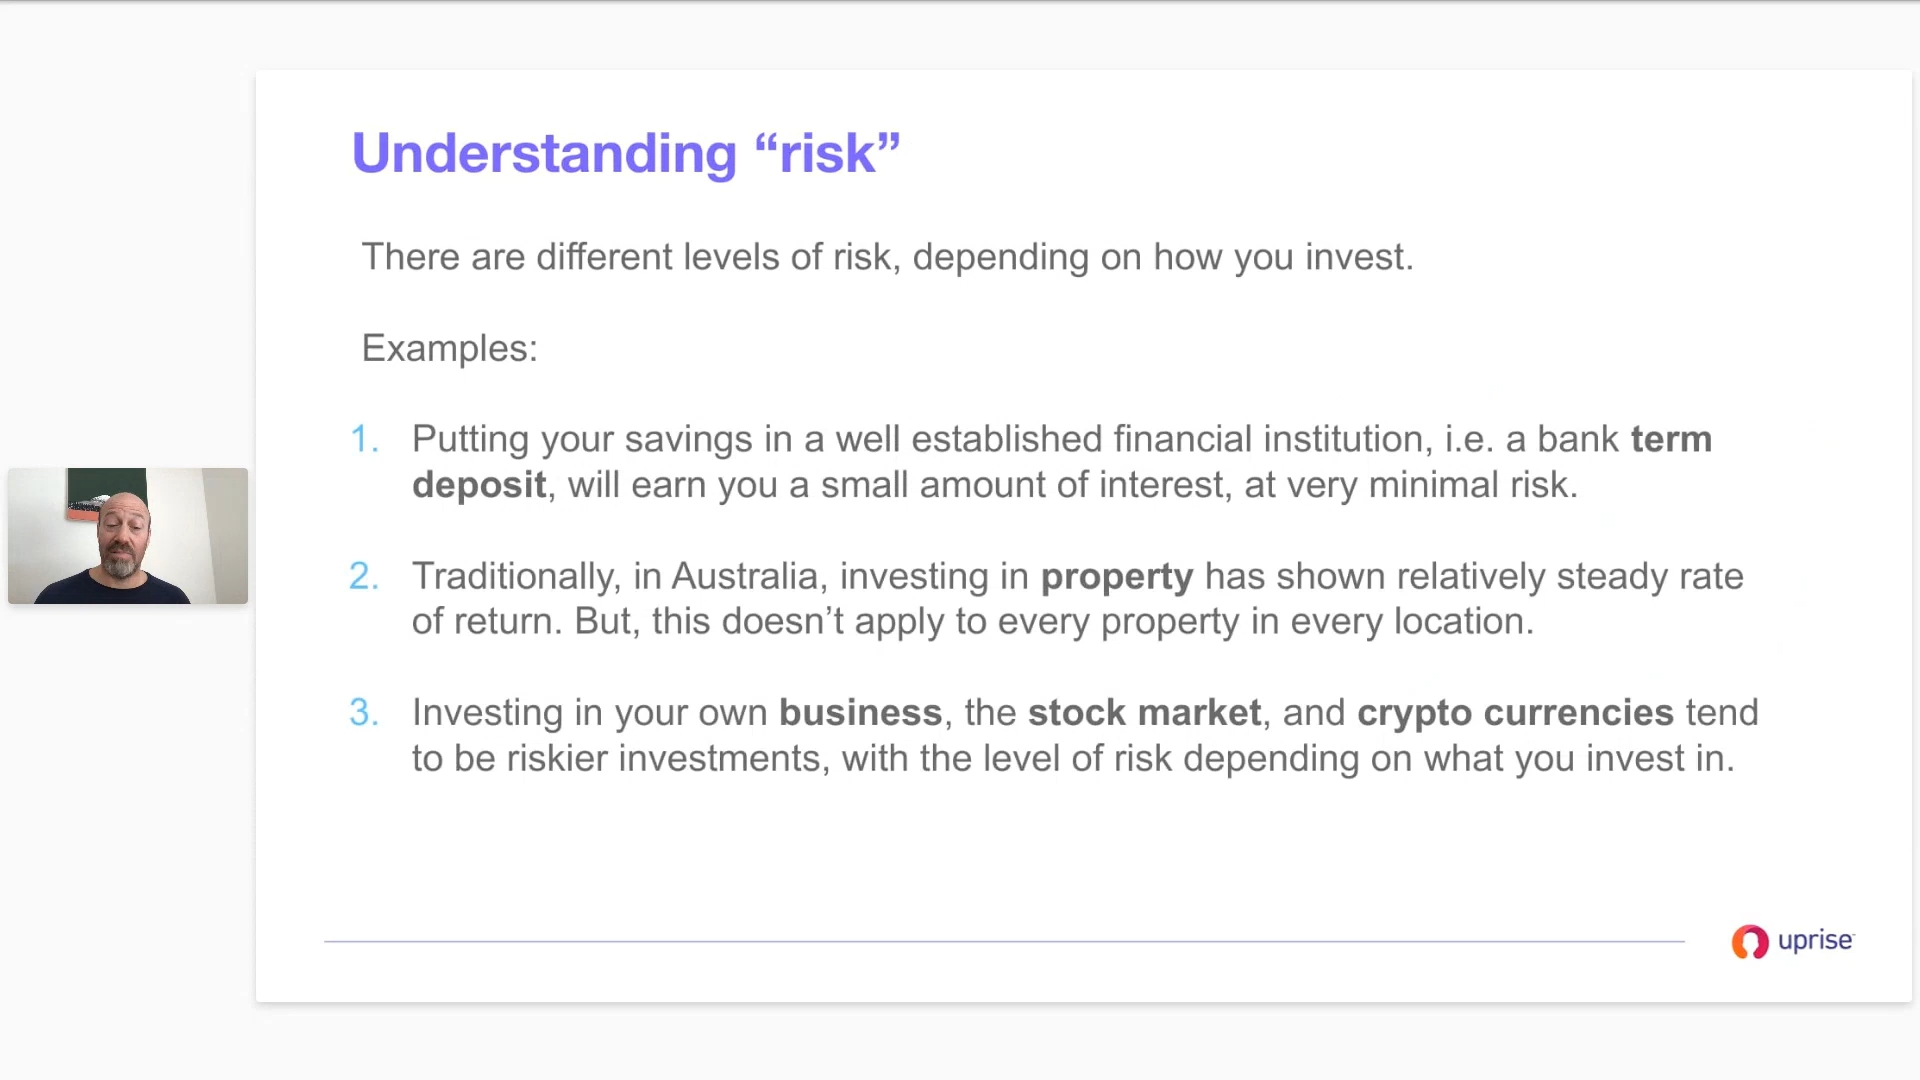 Understanding “risk”
There are different levels of risk, depending on how you invest.
Examples:
1. Putting your savings in a well established financial institution, i.e. a bank term
deposit, will earn you a small amount of interest, at very minimal risk.
2. Traditionally, in Australia, investing in property has shown relatively steady rate
of return. But, this doesn’t apply to every property in every location.
3. Investing in your own business, the stock market, and crypto currencies tend
to be riskier investments, with the level of risk depending on what you invest in.
uprise